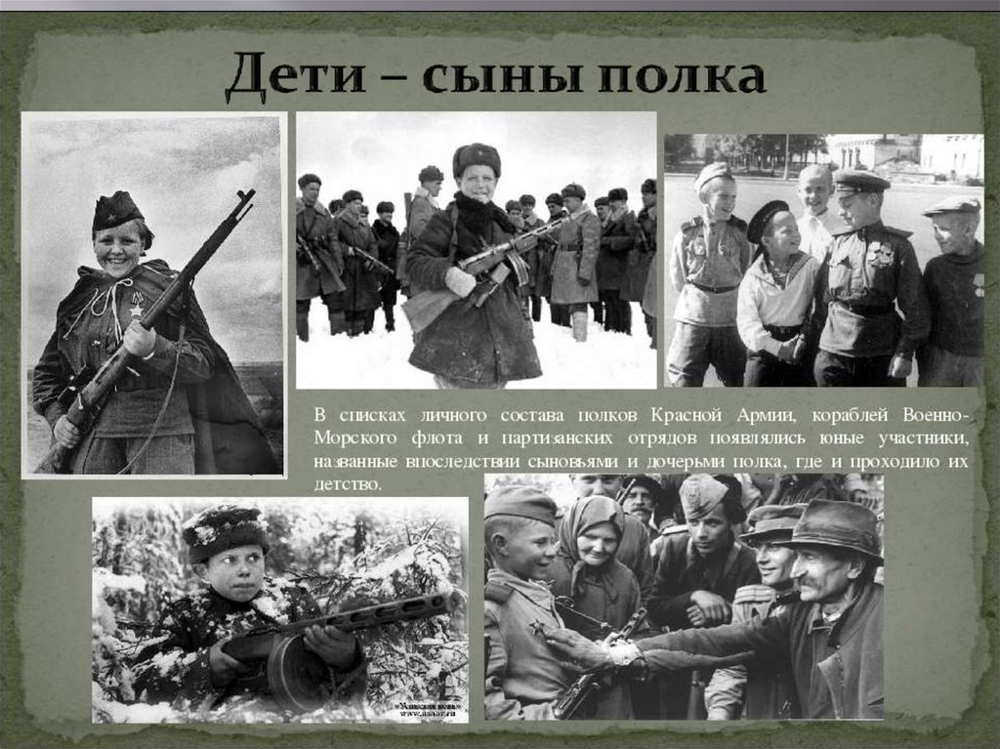 Дети – сыны полка
В списках личного состава полков Красной Армии, кораблей Военно-
Морского флота и партизанских отрядов появлялись юные участники,
названные впоследствии сыновьями и дочерьми полка, где и проходило их
детство.